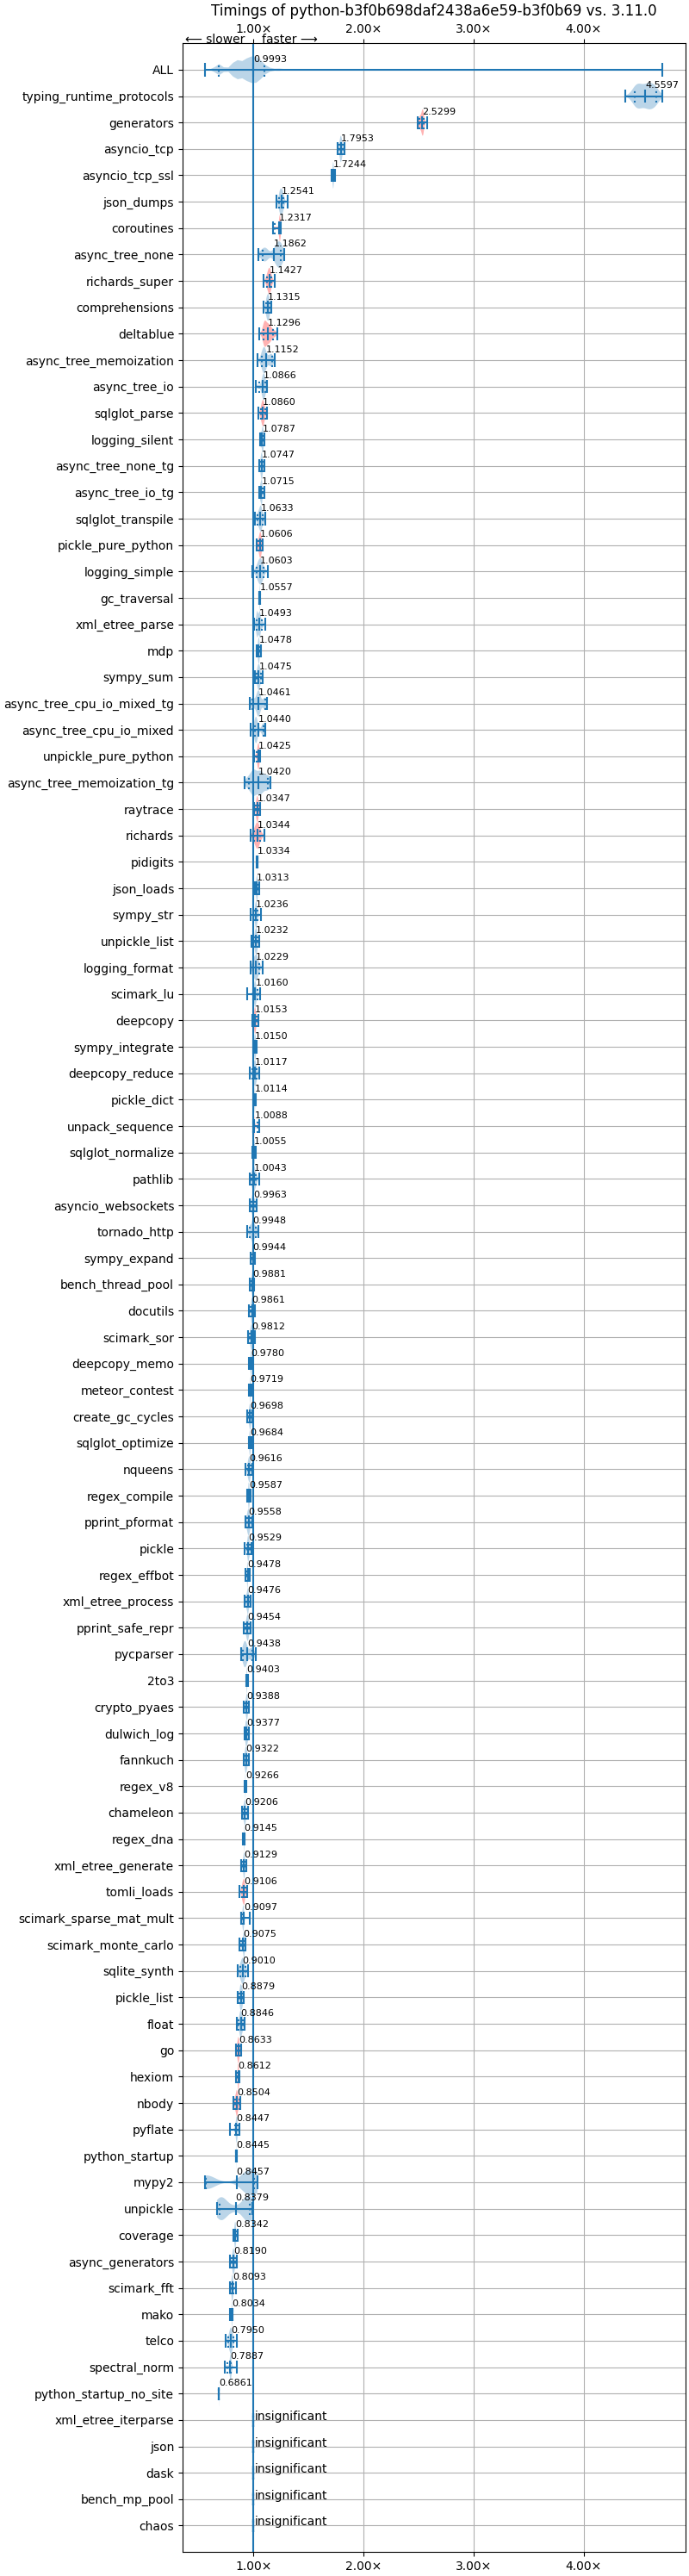 Timings of python-b3f0b698daf2438a6e59-b3f0b69 vs. 3.11.0
1.00× 2.00× 3.00× 4.00×
⟵ slower faster ⟶
ALL 0.9993
typing_runtime_protocols 4.5597
generators 2.5299
asyncio_tcp 1.7953
asyncio_tcp_ssl 1.7244
json_dumps 1.2541
coroutines 1.2317
async_tree_none 1.1862
richards_super 1.1427
comprehensions 1.1315
deltablue 1.1296
async_tree_memoization 1.1152
async_tree_io 1.0866
sqlglot_parse 1.0860
logging_silent 1.0787
async_tree_none_tg 1.0747
async_tree_io_tg 1.0715
sqlglot_transpile 1.0633
pickle_pure_python 1.0606
logging_simple 1.0603
gc_traversal 1.0557
xml_etree_parse 1.0493
mdp 1.0478
sympy_sum 1.0475
async_tree_cpu_io_mixed_tg 1.0461
async_tree_cpu_io_mixed 1.0440
unpickle_pure_python 1.0425
async_tree_memoization_tg 1.0420
raytrace 1.0347
richards 1.0344
pidigits 1.0334
json_loads 1.0313
sympy_str 1.0236
unpickle_list 1.0232
logging_format 1.0229
scimark_lu 1.0160
deepcopy 1.0153
sympy_integrate 1.0150
deepcopy_reduce 1.0117
pickle_dict 1.0114
unpack_sequence 1.0088
sqlglot_normalize 1.0055
pathlib 1.0043
asyncio_websockets 0.9963
tornado_http 0.9948
sympy_expand 0.9944
bench_thread_pool 0.9881
docutils 0.9861
scimark_sor 0.9812
deepcopy_memo 0.9780
meteor_contest 0.9719
create_gc_cycles 0.9698
sqlglot_optimize 0.9684
nqueens 0.9616
regex_compile 0.9587
pprint_pformat 0.9558
pickle 0.9529
regex_effbot 0.9478
xml_etree_process 0.9476
pprint_safe_repr 0.9454
pycparser 0.9438
2to3 0.9403
crypto_pyaes 0.9388
dulwich_log 0.9377
fannkuch 0.9322
regex_v8 0.9266
chameleon 0.9206
regex_dna 0.9145
xml_etree_generate 0.9129
tomli_loads 0.9106
scimark_sparse_mat_mult 0.9097
scimark_monte_carlo 0.9075
sqlite_synth 0.9010
pickle_list 0.8879
float 0.8846
go 0.8633
hexiom 0.8612
nbody 0.8504
pyflate 0.8447
python_startup 0.8445
mypy2 0.8457
unpickle 0.8379
coverage 0.8342
async_generators 0.8190
scimark_fft 0.8093
mako 0.8034
telco 0.7950
spectral_norm 0.7887
python_startup_no_site 0.6861
xml_etree_iterparse insignificant
json insignificant
dask insignificant
bench_mp_pool insignificant
chaos insignificant
1.00× 2.00× 3.00× 4.00×